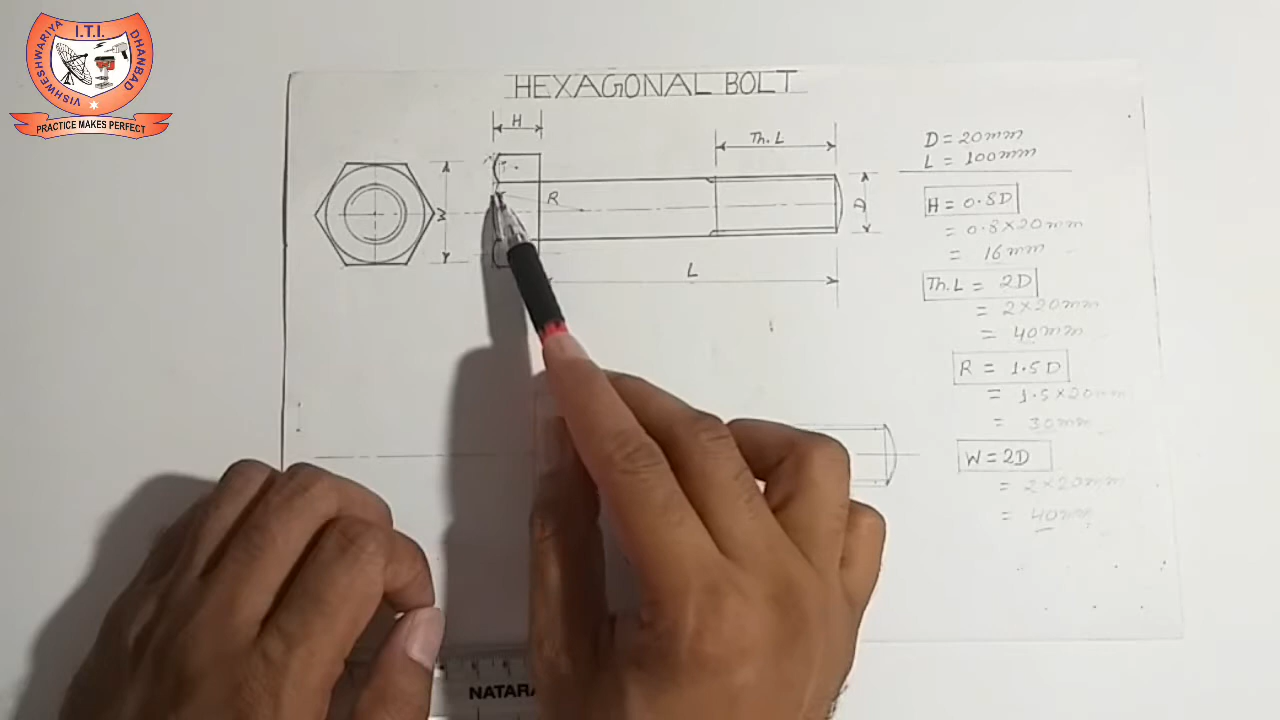 I.T.I.
VISHWESHWARIYA
DHANBAD
PRACTICE MAKES PERFECT
HEXAGONAL BOLT
H
Th.L
W
R
D
L
D = 20mm
L = 100mm
H = 0.8D
= 0.8×20mm
= 16mm
Th.L = 2D
= 2×20mm
= 40mm
R = 1.5D
= 1.5×20mm
= 30mm
W = 2D
= 2×20mm
= 40mm